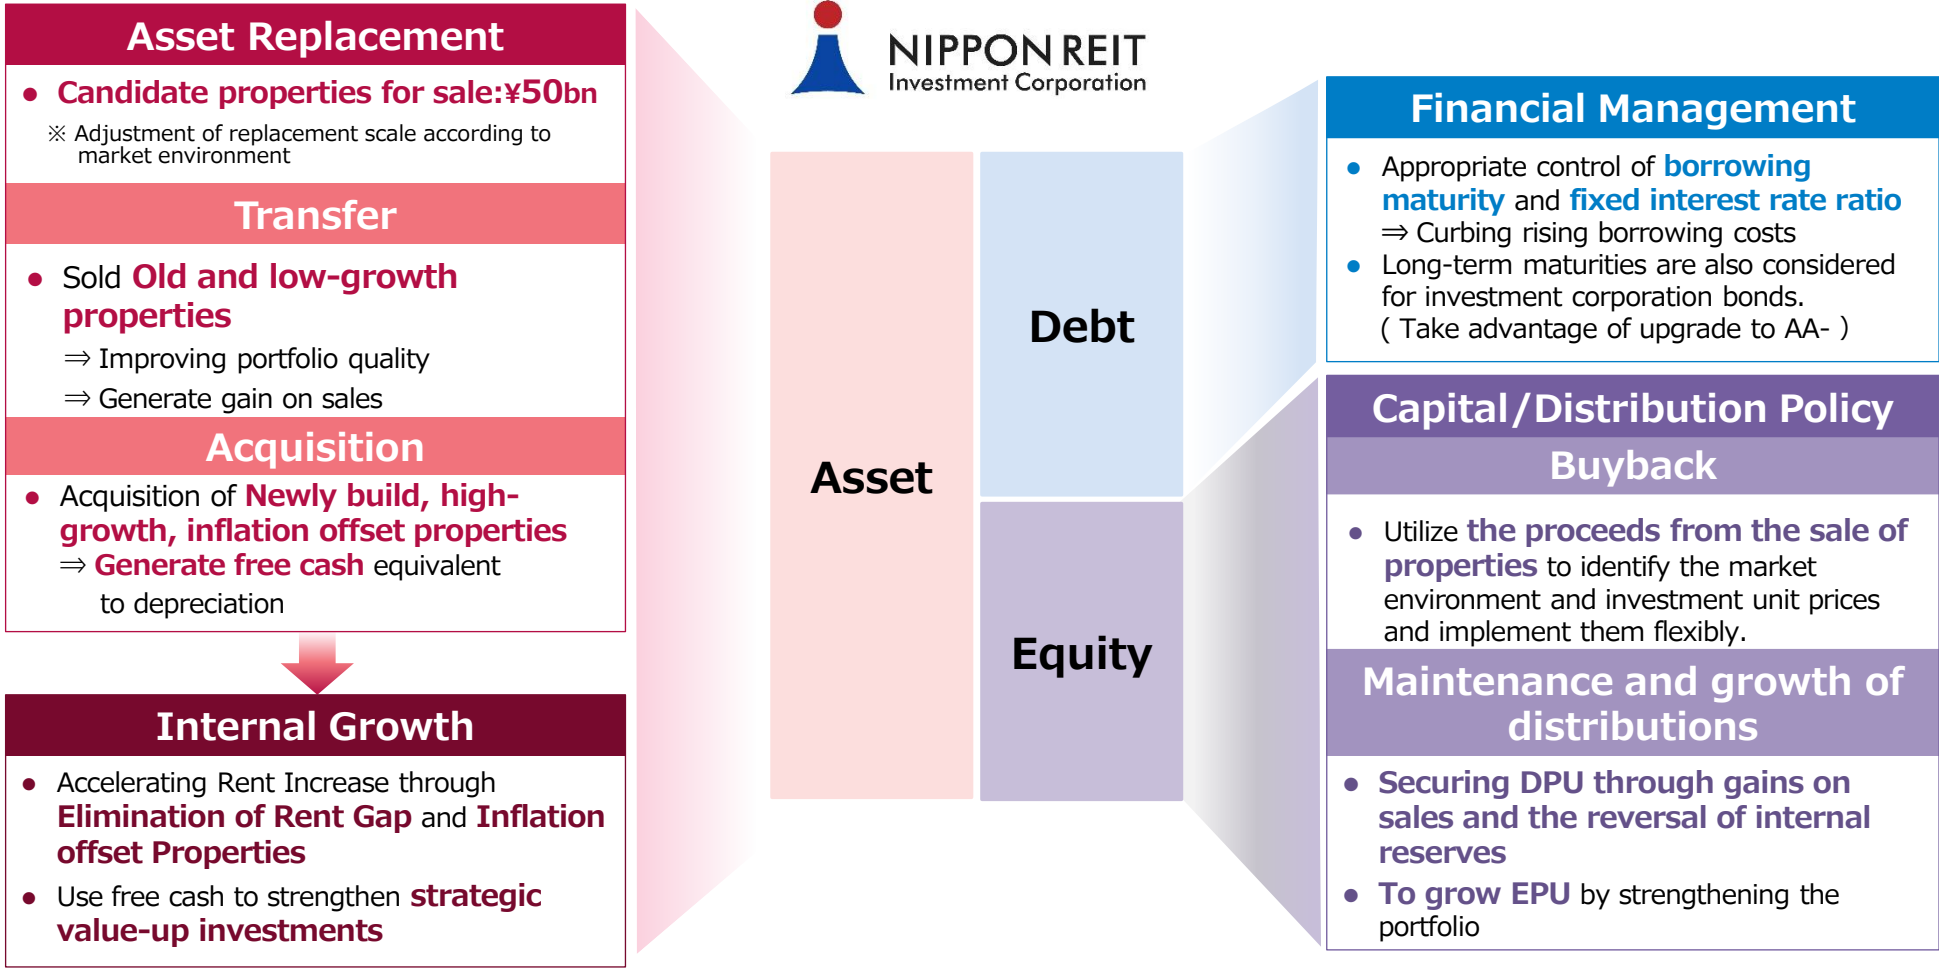 Asset Replacement
● Candidate properties for sale:¥50bn
※ Adjustment of replacement scale according to
market environment
Transfer
● Sold Old and low-growth
properties
⇒ Improving portfolio quality
⇒ Generate gain on sales
Acquisition
● Acquisition of Newly build, high-
growth, inflation offset properties
⇒ Generate free cash equivalent
to depreciation
Internal Growth
● Accelerating Rent Increase through
Elimination of Rent Gap and Inflation
offset Properties
● Use free cash to strengthen strategic
value-up investments
NIPPON REIT
Investment Corporation
Asset
Debt
Equity
Financial Management
● Appropriate control of borrowing
maturity and fixed interest rate ratio
⇒ Curbing rising borrowing costs
● Long-term maturities are also considered
for investment corporation bonds.
( Take advantage of upgrade to AA- )
Capital/Distribution Policy
Buyback
● Utilize the proceeds from the sale of
properties to identify the market
environment and investment unit prices
and implement them flexibly.
Maintenance and growth of
distributions
● Securing DPU through gains on
sales and the reversal of internal
reserves
● To grow EPU by strengthening the
portfolio